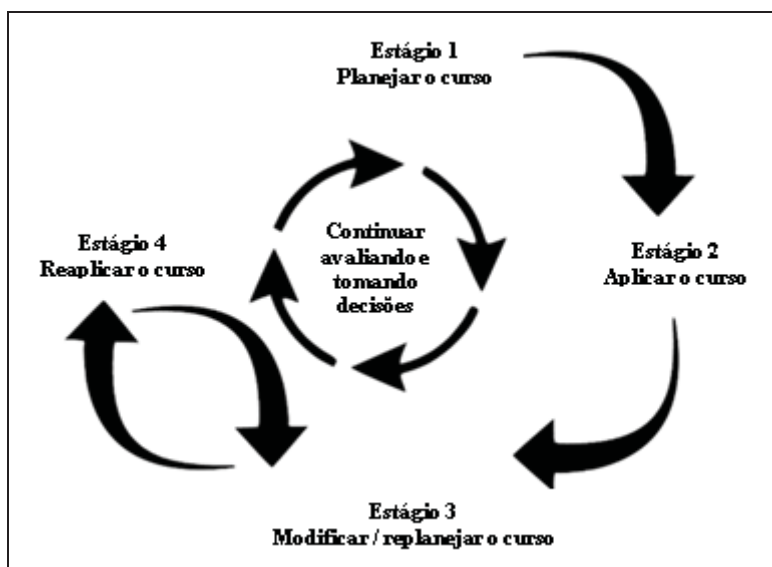 Estágio 1
Planejar o curso
Continuar
avaliando e
tomando
decisões
Estágio 4
Reaplicar o curso
Estágio 2
Aplicar o curso
Estágio 3
Modificar / replanejar o curso